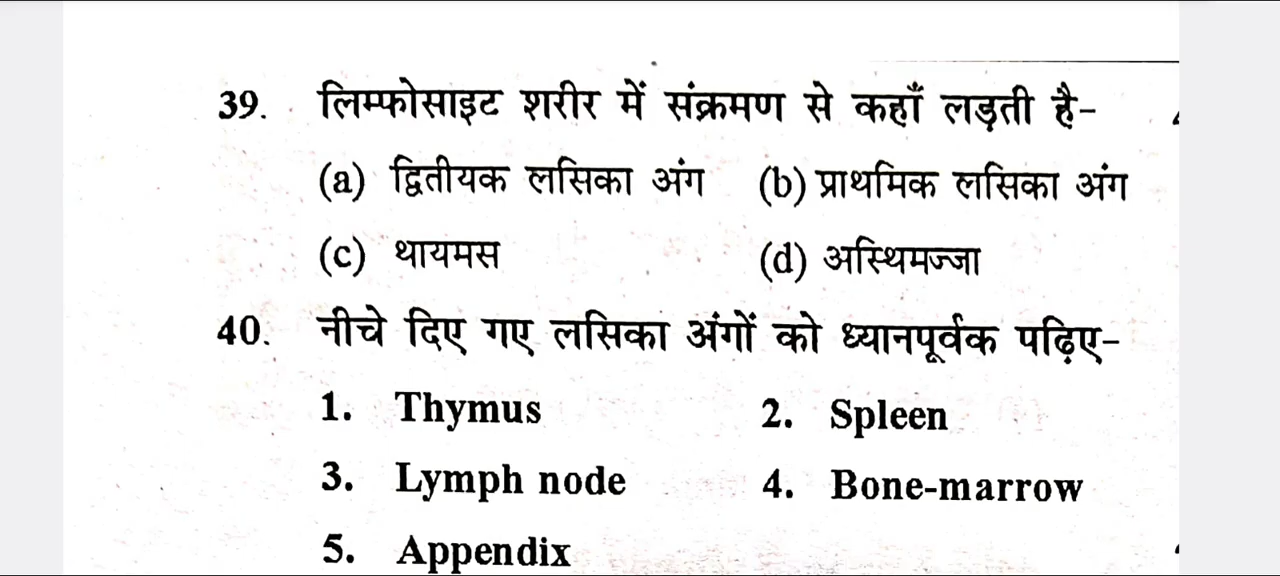 39. लिम्फोसाइट शरीर में संक्रमण से कहाँ लड़ती है-
(a) द्वितीयक लसिका अंग (b) प्राथमिक लसिका अंग
(c) थायमस (d) अस्थिमज्जा
40. नीचे दिए गए लसिका अंगों को ध्यानपूर्वक पढ़िए-
1. Thymus 2. Spleen
3. Lymph node 4. Bone-marrow
5. Appendix